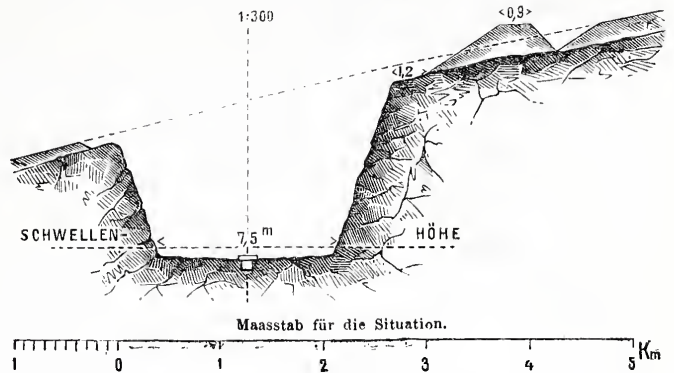 1:300
<0,9>
<1,2>
SCHWELLEN- < 7,5 m > HÖHE
Maasstab für die Situation.
1 0 1 2 3 4 5 Km